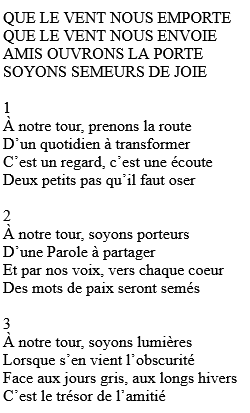 QUE LE VENT NOUS EMPORTE
QUE LE VENT NOUS ENVOIE
AMIS OUVRONS LA PORTE
SOYONS SEMEURS DE JOIE
1
À notre tour, prenons la route
D'un quotidien à transformer
C'est un regard, c'est une écoute
Deux petits pas qu'il faut oser
2
À notre tour, soyons porteurs
D'une Parole à partager
Et par nos voix, vers chaque coeur
Des mots de paix seront semés
3
À notre tour, soyons lumières
Lorsque s'en vient l'obscurité
Face aux jours gris, aux longs hivers
C'est le trésor de l'amitié